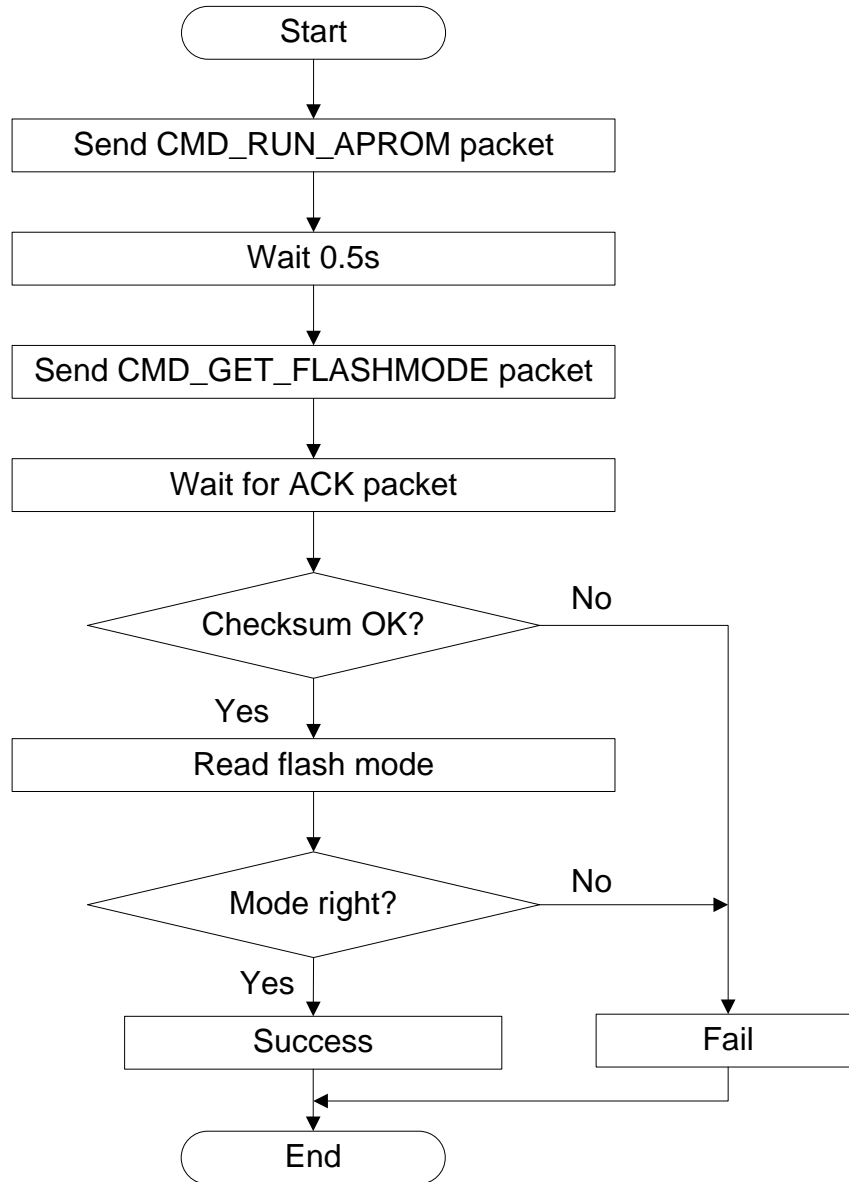 Start
Send CMD_RUN_APROM packet
Wait 0.5s
Send CMD_GET_FLASHMODE packet
Wait for ACK packet
Checksum OK?
No
Yes
Read flash mode
Mode right?
No
Yes
Success
Fail
End